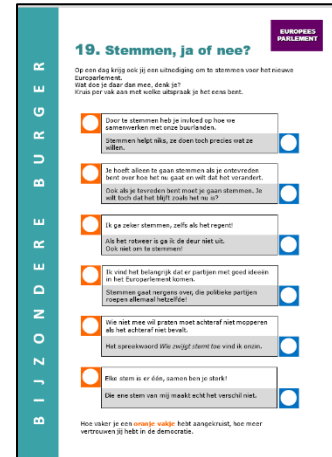 EUROPEES
PARLEMENT
19. Stemmen, ja of nee?
Op een dag krijg ook jij een uitnodiging om te stemmen voor het nieuwe
Europarlement.
Wat doe je daar dan mee, denk je?
Kruis per vak aan met welke uitspraak je het eens bent.
Door te stemmen heb je invloed op hoe we
samenwerken met onze buurlanden.
Stemmen helpt niks, ze doen toch precies wat ze
willen.
Je hoeft alleen te gaan stemmen als je ontevreden
bent over hoe het nu gaat en wilt dat het verandert.
Ook als je tevreden bent moet je gaan stemmen. Je
wilt toch dat het blijft zoals het nu is?
Ik ga zeker stemmen, zelfs als het regent!
Als het rotweer is ga ik de deur niet uit.
Ook niet om te stemmen!
Ik vind het belangrijk dat er partijen met goed ideeën
in het Europarlement komen.
Stemmen gaat nergens over, die politieke partijen
roepen allemaal hetzelfde!
Wie niet mee wil praten moet achteraf niet mopperen
als het achteraf niet bevalt.
Het spreekwoord Wie zwijgt stemt toe vind ik onzin.
Elke stem is er één, samen ben je sterk!
Die ene stem van mij maakt echt het verschil niet.
Hoe vaker je een oranje vakje hebt aangekruist, hoe meer
vertrouwen jij hebt in de democratie.
BIJZONDERE BURGER